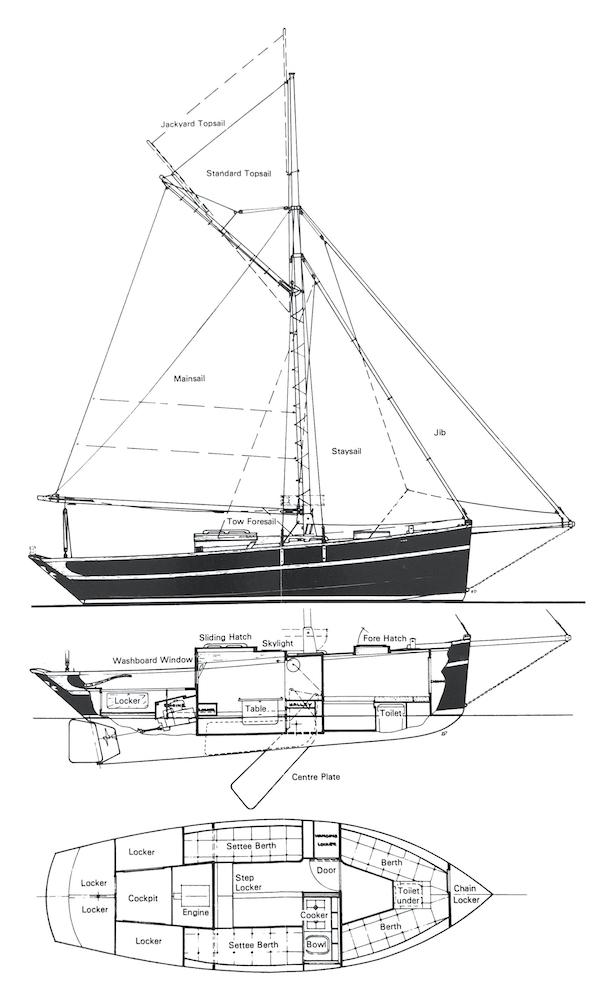 Jackyard Topsail
Standard Topsail
Mainsail
Jib
Staysail
Tow Foresail
Sliding Hatch
Skylight
Fore Hatch
Washboard Window
Locker
ENGINE
Table
GALLEY
Toilet
Centre Plate
Locker
Settee Berth
HANGING
LOCKER
Berth
Door
Locker
Step
Locker
Toilet
under
Chain
Locker
Cockpit
Engine
Cooker
Locker
Berth
Locker
Settee Berth
Bowl